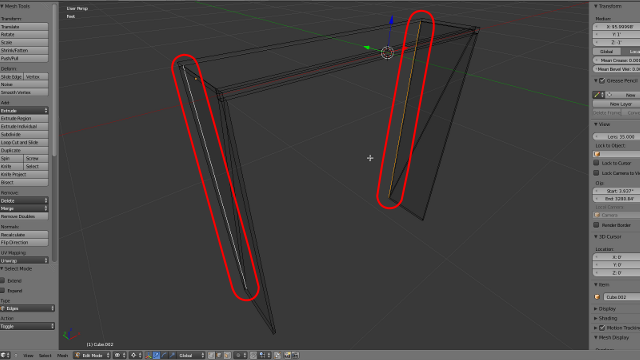 Mesh Tools
Transform:
Translate
Rotate
Scale
Shrink/Fatten
Push/Pull
Deform:
Slide Edge Vertex
Noise
Smooth Vertex
Add:
Extrude
Extrude Region
Extrude Individual
Subdivide
Loop Cut and Slide
Duplicate
Spin Screw
Knife Select
Knife Project
Bisect
Remove:
Delete
Merge
Remove Doubles
Normals:
Recalculate
Flip Direction
UV Mapping:
Unwrap
Select Mode
Extend
Expand
Type
Edges
Action
Toggle
User Persp
Feet
(1) Cube.002
View Select Add Mesh
Edit Mode
Global
Transform
Median:
Y: 1'
Z: -1'
Global
Mean Crease: 0.00
Mean Bevel We: 0.0
Grease Pencil
New
New Layer
View
Lens: 35.000
Lock to Object:
Lock to Cursor
Lock Camera to
Clip:
Start: 3.937"
End: 3280.84'
Local Camera:
Camera
Render Border
3D Cursor
Location:
X: 0'
Y: 0'
Z: 0'
Item
Cube.002
Display
Shading
Motion Tracking
Mesh Display